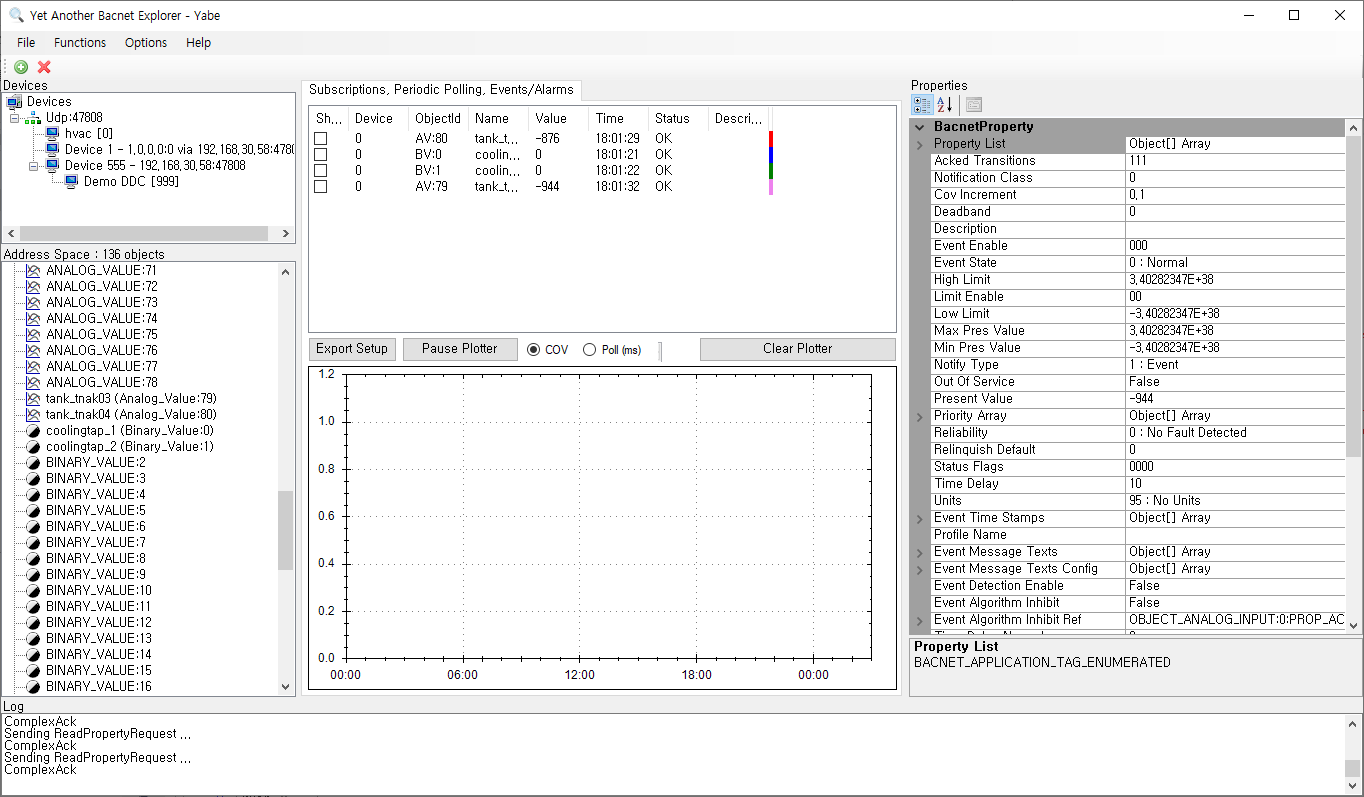 Yet Another Bacnet Explorer - Yabe
File Functions Options Help
Devices
Devices
Udp:47808
hvac [0]
Device 1 - 1,0,0,0:0 via 192,168,30,58:4780
Device 555 - 192,168,30,58:47808
Demo DDC [999]
Address Space : 136 objects
ANALOG_VALUE:71
ANALOG_VALUE:72
ANALOG_VALUE:73
ANALOG_VALUE:74
ANALOG_VALUE:75
ANALOG_VALUE:76
ANALOG_VALUE:77
ANALOG_VALUE:78
tank_tnak03 (Analog_Value:79)
tank_tnak04 (Analog_Value:80)
coolingtap_1 (Binary_Value:0)
coolingtap_2 (Binary_Value:1)
BINARY_VALUE:2
BINARY_VALUE:3
BINARY_VALUE:4
BINARY_VALUE:5
BINARY_VALUE:6
BINARY_VALUE:7
BINARY_VALUE:8
BINARY_VALUE:9
BINARY_VALUE:10
BINARY_VALUE:11
BINARY_VALUE:12
BINARY_VALUE:13
BINARY_VALUE:14
BINARY_VALUE:15
BINARY_VALUE:16
Subscriptions, Periodic Polling, Events/Alarms
Sh... Device ObjectId Name Value Time Status Descri...
0 AV:80 tank_t... -876 18:01:29 OK
0 BV:0 coolin... 0 18:01:21 OK
0 BV:1 coolin... 0 18:01:22 OK
0 AV:79 tank_t... -944 18:01:32 OK
Export Setup Pause Plotter COV Poll (ms) Clear Plotter
1.2
1.0
0.8
0.6
0.4
0.2
0.0
00:00 06:00 12:00 18:00 00:00
Properties
BacnetProperty
Property List Object[] Array
Acked Transitions 111
Notification Class 0
Cov Increment 0,1
Deadband 0
Description
Event Enable 000
Event State 0 : Normal
High Limit 3,40282347E+38
Limit Enable 00
Low Limit -3,40282347E+38
Max Pres Value 3,40282347E+38
Min Pres Value -3,40282347E+38
Notify Type 1 : Event
Out Of Service False
Present Value -944
Priority Array Object[] Array
Reliability 0 : No Fault Detected
Relinquish Default 0
Status Flags 0000
Time Delay 10
Units 95 : No Units
Event Time Stamps Object[] Array
Profile Name
Event Message Texts Object[] Array
Event Message Texts Config Object[] Array
Event Detection Enable False
Event Algorithm Inhibit False
Event Algorithm Inhibit Ref OBJECT_ANALOG_INPUT:0:PROP_AC
Property List
BACNET_APPLICATION_TAG_ENUMERATED
Log
ComplexAck
Sending ReadPropertyRequest ...
ComplexAck
Sending ReadPropertyRequest ...
ComplexAck